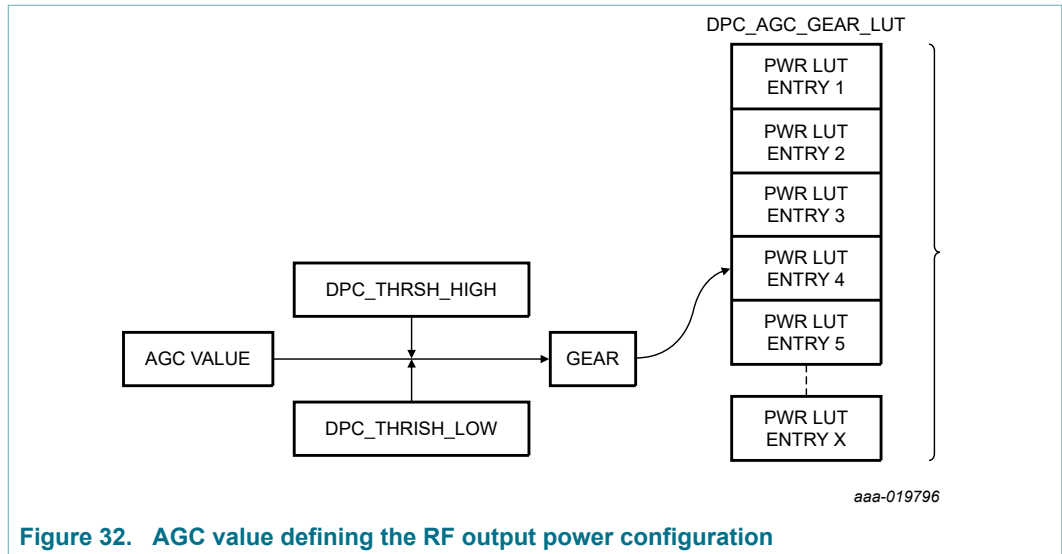 DPC_AGC_GEAR_LUT
PWR LUT
ENTRY 1
PWR LUT
ENTRY 2
PWR LUT
ENTRY 3
PWR LUT
ENTRY 4
PWR LUT
ENTRY 5
PWR LUT
ENTRY X
DPC_THRSH_HIGH
AGC VALUE
GEAR
DPC_THRISH_LOW
aaa-019796
Figure 32. AGC value defining the RF output power configuration